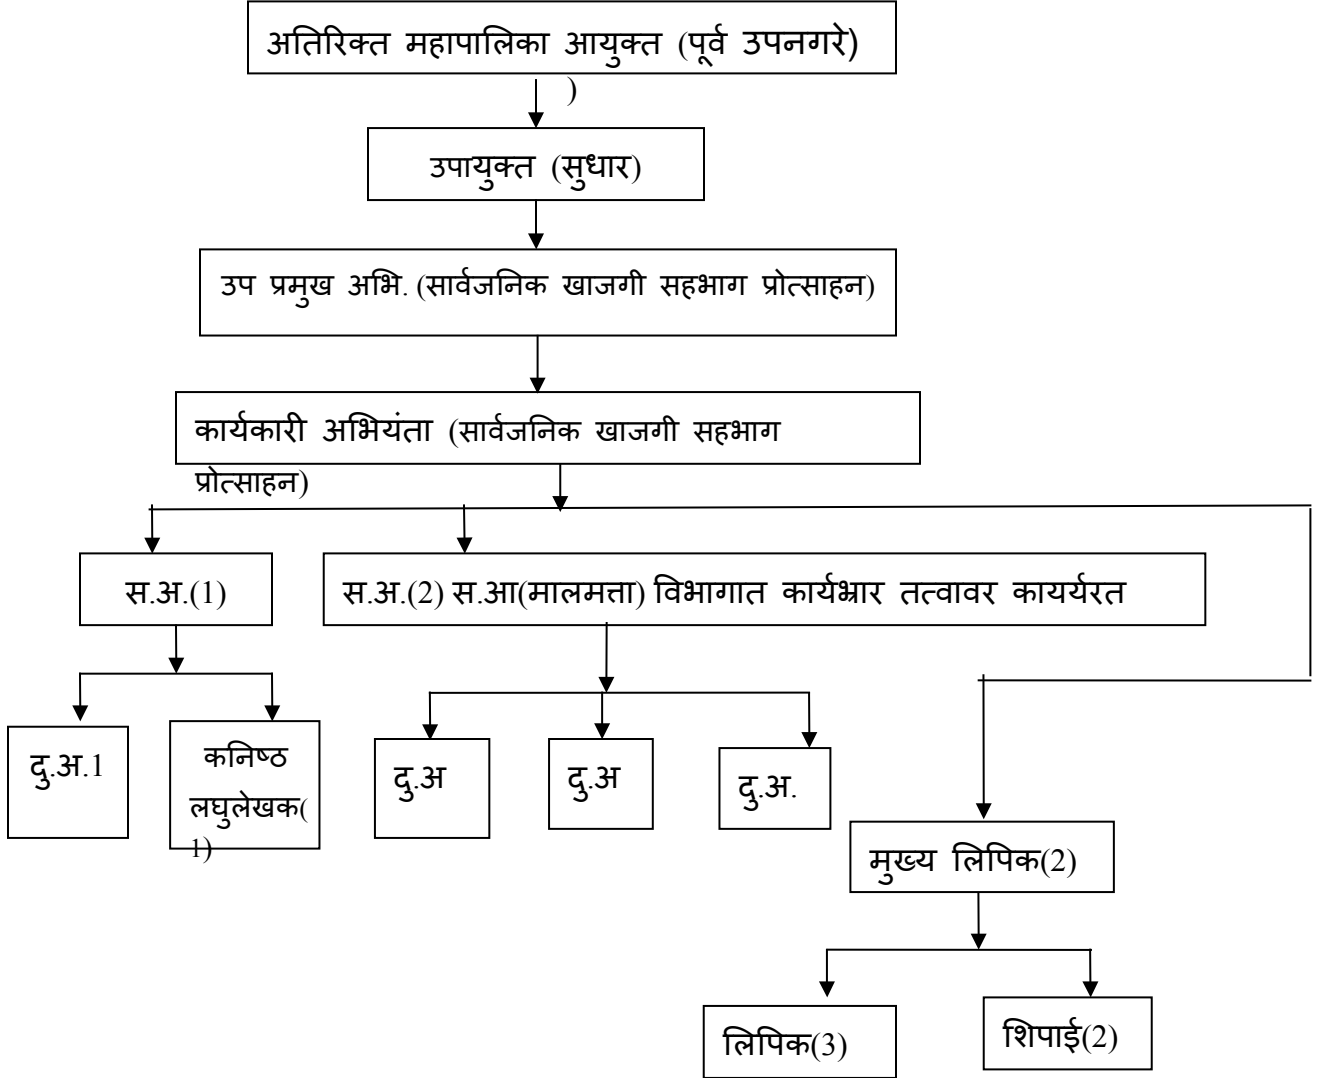 अतिरिक्त महापालिका आयुक्त (पूर्व उपनगरे)
)
उपायुक्त (सुधार)
उप प्रमुख अभि. (सार्वजनिक खाजगी सहभाग प्रोत्साहन)
कार्यकारी अभियंता (सार्वजनिक खाजगी सहभाग
प्रोत्साहन)
स.अ.(1)
स.अ.(2) स.आ(मालमत्ता) विभागात कार्यभ्रार तत्वावर कायर्यरत
दु.अ.1
कनिष्ठ
लघुलेखक(
1)
दु.अ
दु.अ
दु.अ.
मुख्य लिपिक(2)
लिपिक(3)
शिपाई(2)